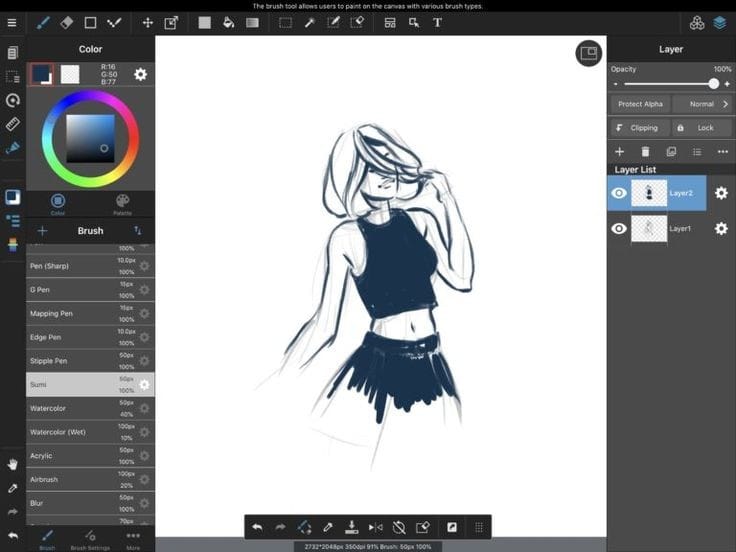 The brush tool allows users to paint on the canvas with various brush types.
T
Color
R:16
G:50
B:77
Color
Palette
Brush
100%
Pen (Sharp)
10.0px
100%
G Pen
15px
100%
Mapping Pen
15px
100%
Edge Pen
10.0px
100%
Stipple Pen
50px
100%
Sumi
50px
100%
Watercolor
50px
40%
Watercolor (Wet)
100px
10%
Acrylic
50px
100%
Airbrush
100px
20%
Blur
50px
100%
70px
Brush
Brush Settings
More
Layer
Opacity
100%
-
+
Protect Alpha
Normal
Clipping
Lock
Layer List
Layer2
Layer1
2732*2048px 350dpi 91% Brush: 50px 100%